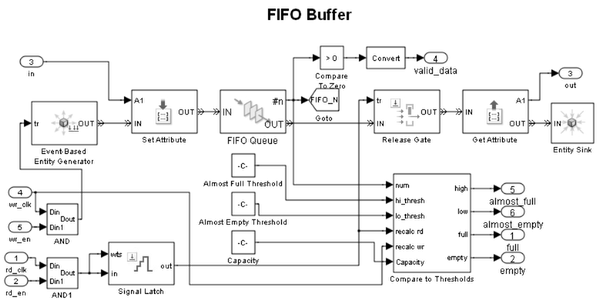 FIFO Buffer
3
in
> 0
Compare
To Zero
Convert
4
valid_data
3
out
#n
FIFO_N
Goto
A1
IN
OUT
Set Attribute
IN
OUT
FIFO Queue
tr
IN
OUT
Release Gate
A1
IN
OUT
Get Attribute
IN
Entity Sink
tr
OUT
Event Based
Entity Generator
-C-
Almost Full Threshold
-C-
Almost Empty Threshold
-C-
Capacity
num
hi_thresh
lo_thresh
recalc rd
recalc wr
Capacity
high
low
full
empty
Compare to Thresholds
5
almost_full
6
almost_empty
1
full
2
empty
4
wr_clk
5
wr_en
Din
Din1
Dout
AND
1
rd_clk
2
rd_en
Din
Din1
Dout
AND1
wts
in
out
Signal Latch